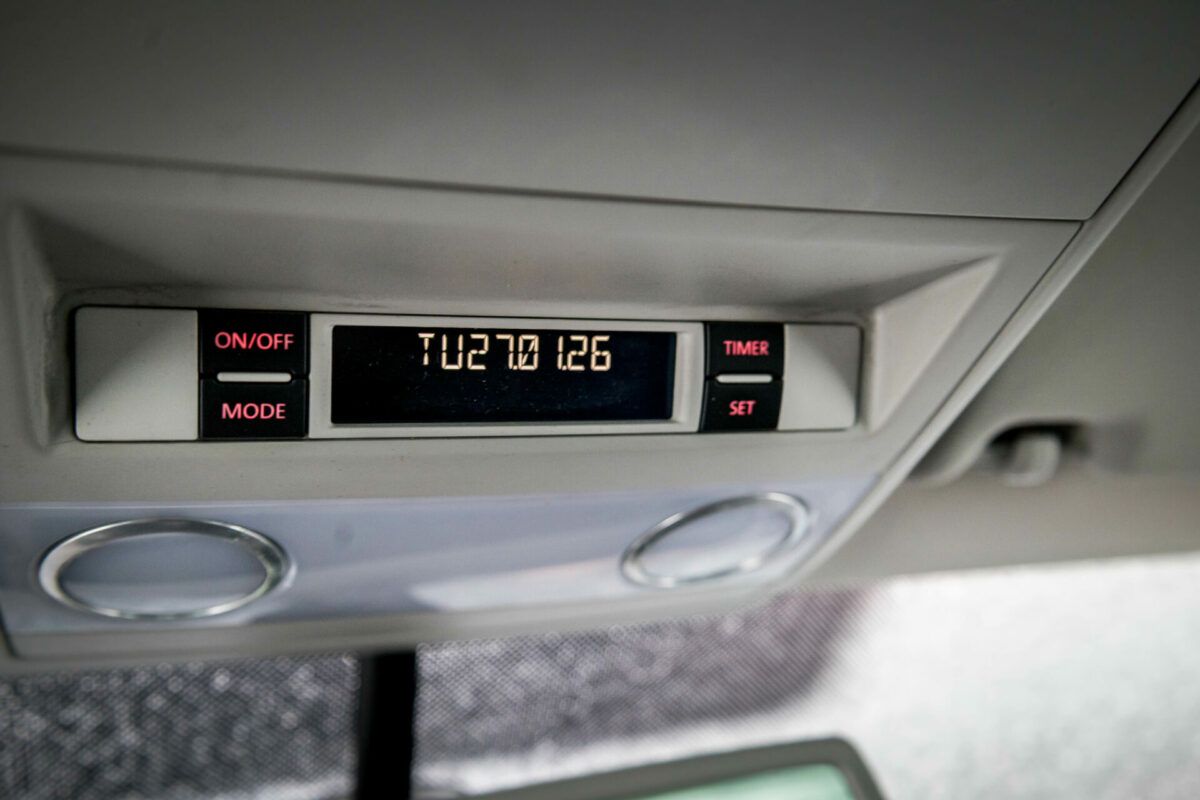 ON/OFF
MODE
TU27.01.26
TIMER
SET